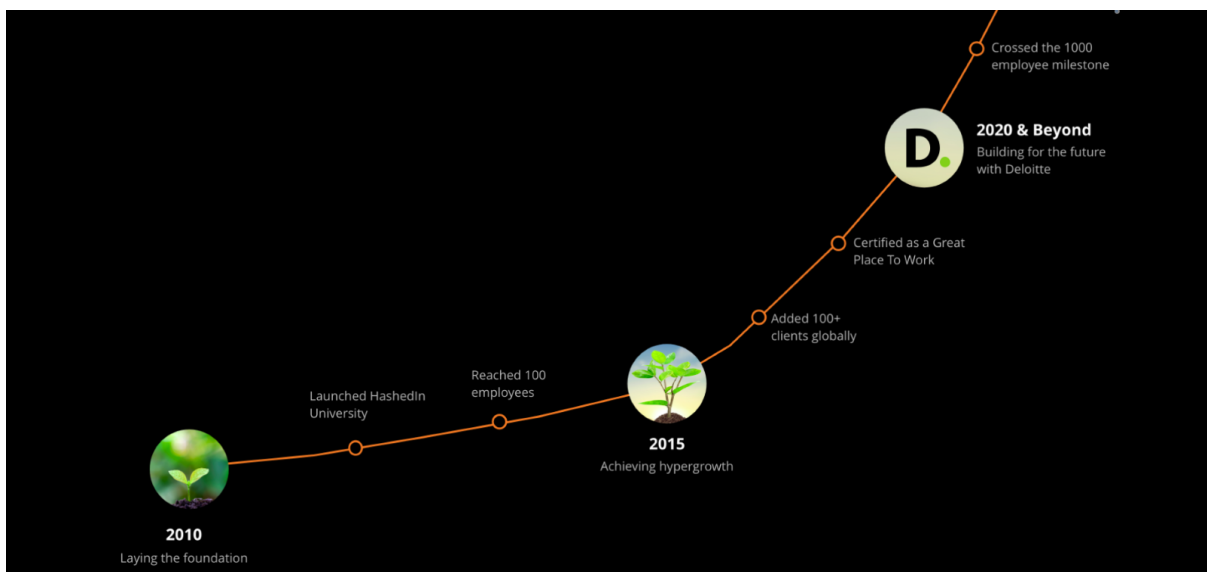 2010
Laying the foundation
Launched HashedIn
University
Reached 100
employees
2015
Achieving hypergrowth
Added 100+
clients globally
Certified as a Great
Place To Work
D.
2020 & Beyond
Building for the future
with Deloitte
Crossed the 1000
employee milestone